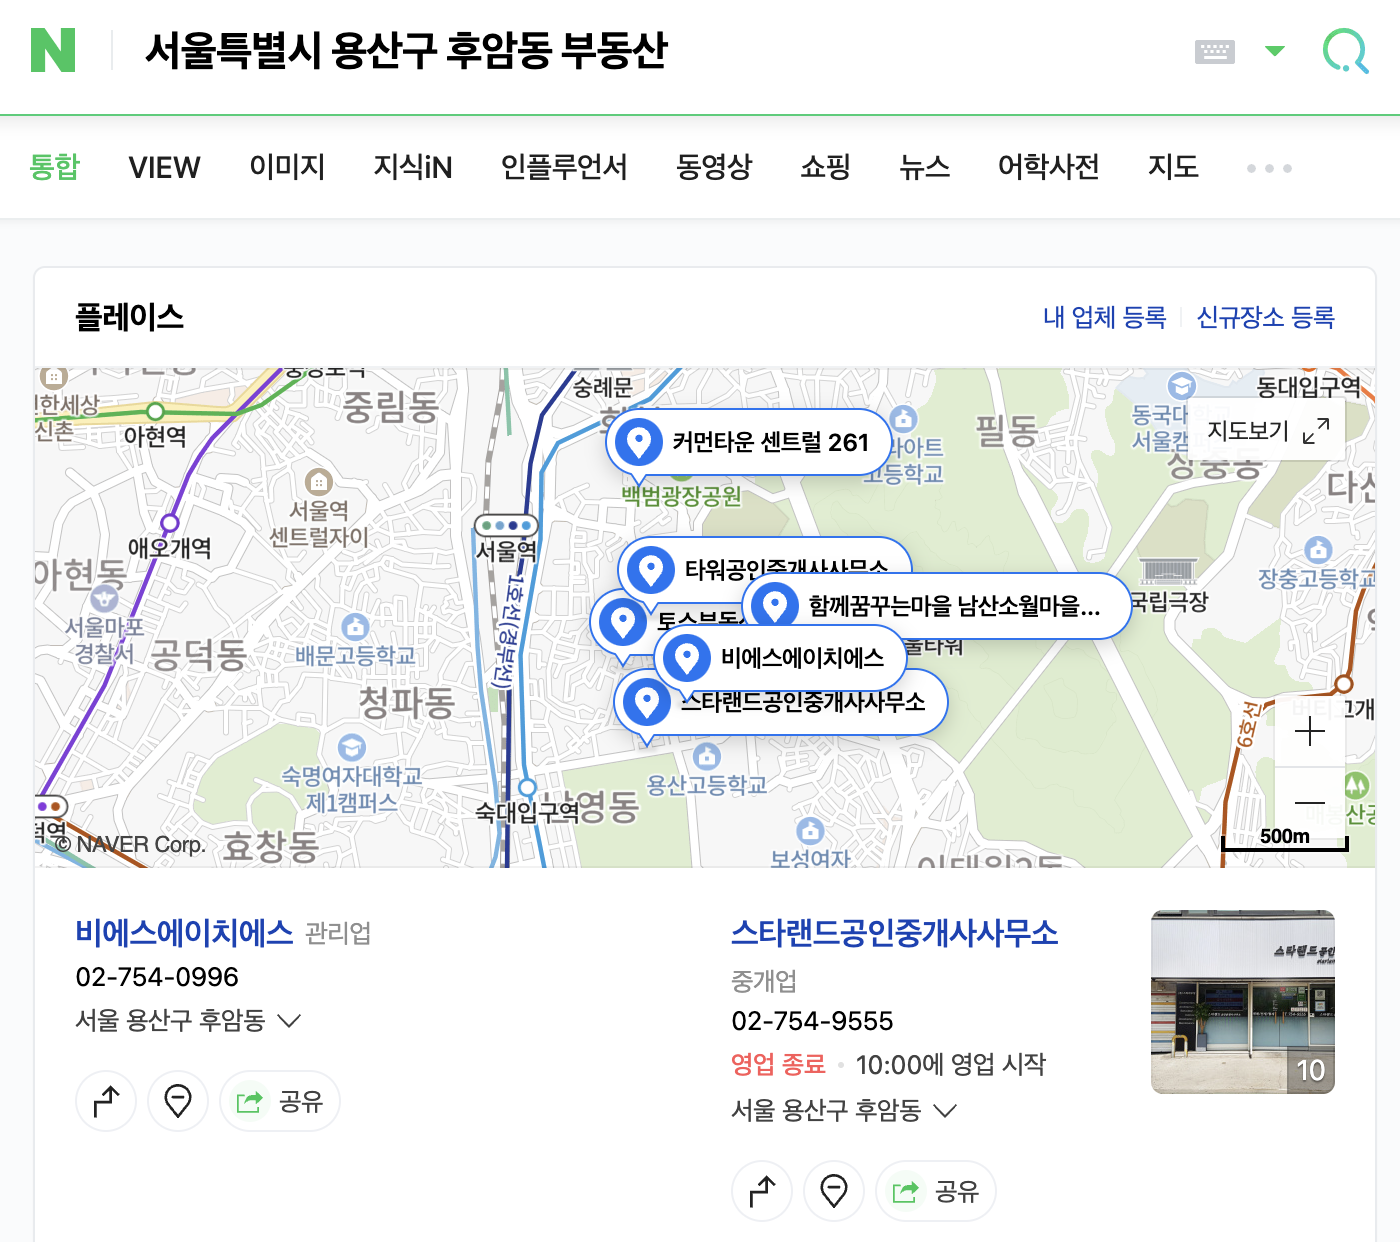 N 서울특별시 용산구 후암동 부동산
통합 VIEW 이미지 지식iN 인플루언서 동영상 쇼핑 뉴스 어학사전 지도
플레이스
내 업체 등록 신규장소 등록
숭례문
동대입구역
중림동
아현역
신촌
필동
지도보기
커먼타운 센트럴 261
고등학교
백범광장공원
서울역
센트럴자이
애오개역
서울역
아현동
1호선(경부선)
타워공인중개사사무소
함께꿈꾸는마을 남산소월마을...
장충고등학교
국립극장
서울마포
경찰서
공덕동
배문고등학교
비에스에이치에스
스타랜드공인중개사사무소
청파동
6호선
숙명여자대학교
제1캠퍼스
용산고등학교
숙대입구역
보성여자
효창동
© NAVER Corp.
500m
비에스에이치에스 관리업
02-754-0996
서울 용산구 후암동
공유
스타랜드공인중개사사무소
중개업
02-754-9555
영업 종료 10:00에 영업 시작
서울 용산구 후암동
공유
스타랜드
10